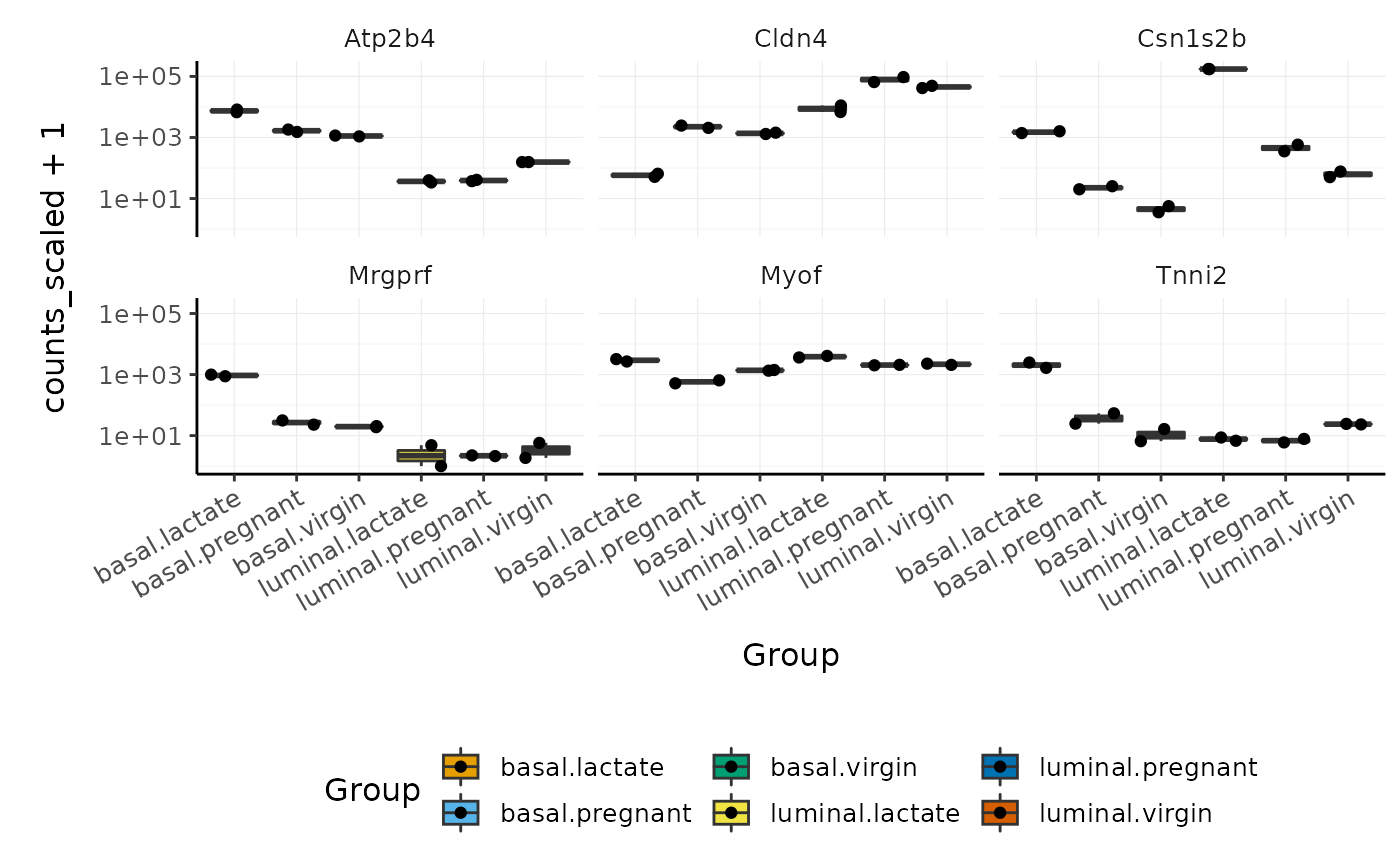 Atp2b4 Cldn4 Csn1s2b
1e+05
1e+03
1e+01
Mrgprf Myof Tnni2
1e+05
1e+03
1e+01
counts_scaled + 1
basal.lactate basal.pregnant basal.virgin luminal.lactate luminal.pregnant luminal.virgin basal.lactate basal.pregnant basal.virgin luminal.lactate luminal.pregnant luminal.virgin basal.lactate basal.pregnant basal.virgin luminal.lactate luminal.pregnant luminal.virgin
Group
Group
basal.lactate basal.virgin luminal.pregnant
basal.pregnant luminal.lactate luminal.virgin